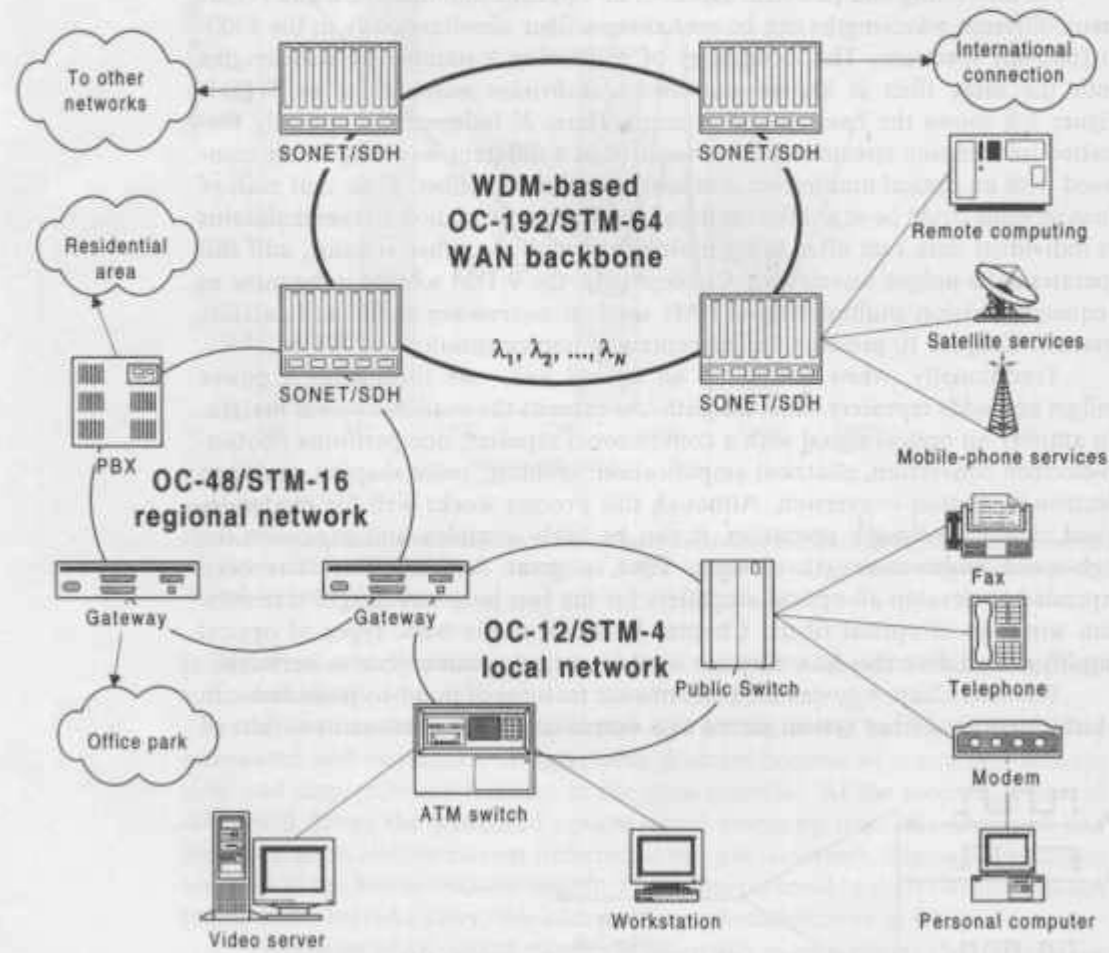 To other
networks
SONET/SDH
SONET/SDH
International
connection
WDM-based
OC-192/STM-64
WAN backbone
Remote computing
Residential
area
Satellite services
λ1, λ2, ..., λN
SONET/SDH
SONET/SDH
Mobile-phone services
PBX
OC-48/STM-16
regional network
Fax
Gateway
Gateway
OC-12/STM-4
local network
Public Switch
Telephone
Office park
Modem
ATM switch
Video server
Workstation
Personal computer